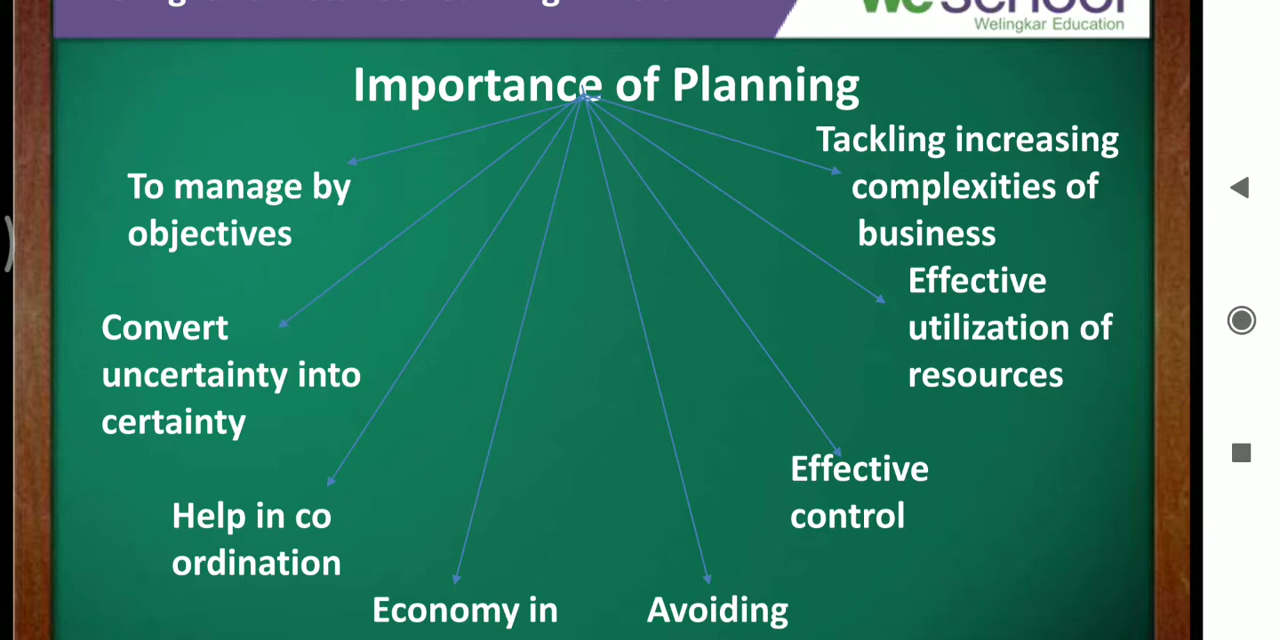 WeSCHOOL
Welingkar Education
Importance of Planning
To manage by
objectives
Convert
uncertainty into
certainty
Help in co
ordination
Economy in
Avoiding
Effective
control
Effective
utilization of
resources
Tackling increasing
complexities of
business